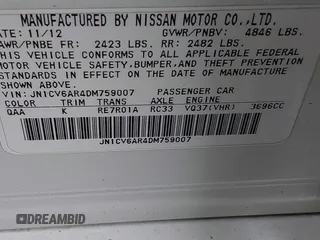 MANUFACTURED BY NISSAN MOTOR CO.,LTD.
DATE: 11/12 GVWR/PNBV: 4846 LBS.
GAWR/PNBE FR: 2423 LBS. RR: 2482 LBS.
THIS VEHICLE CONFORMS TO ALL APPLICABLE FEDERAL
MOTOR VEHICLE SAFETY,BUMPER,AND THEFT PREVENTION
STANDARDS IN EFFECT ON THE DATE OF MANUFACTURE
SHOWN ABOVE.
VIN: JN1CV6AR4DM759007 PASSENGER CAR
COLOR TRIM TRANS AXLE ENGINE
QAA K RE7R01A RC33 VQ37(VHR) 3696CC
JN1CV6AR4DM759007
DREAMBID